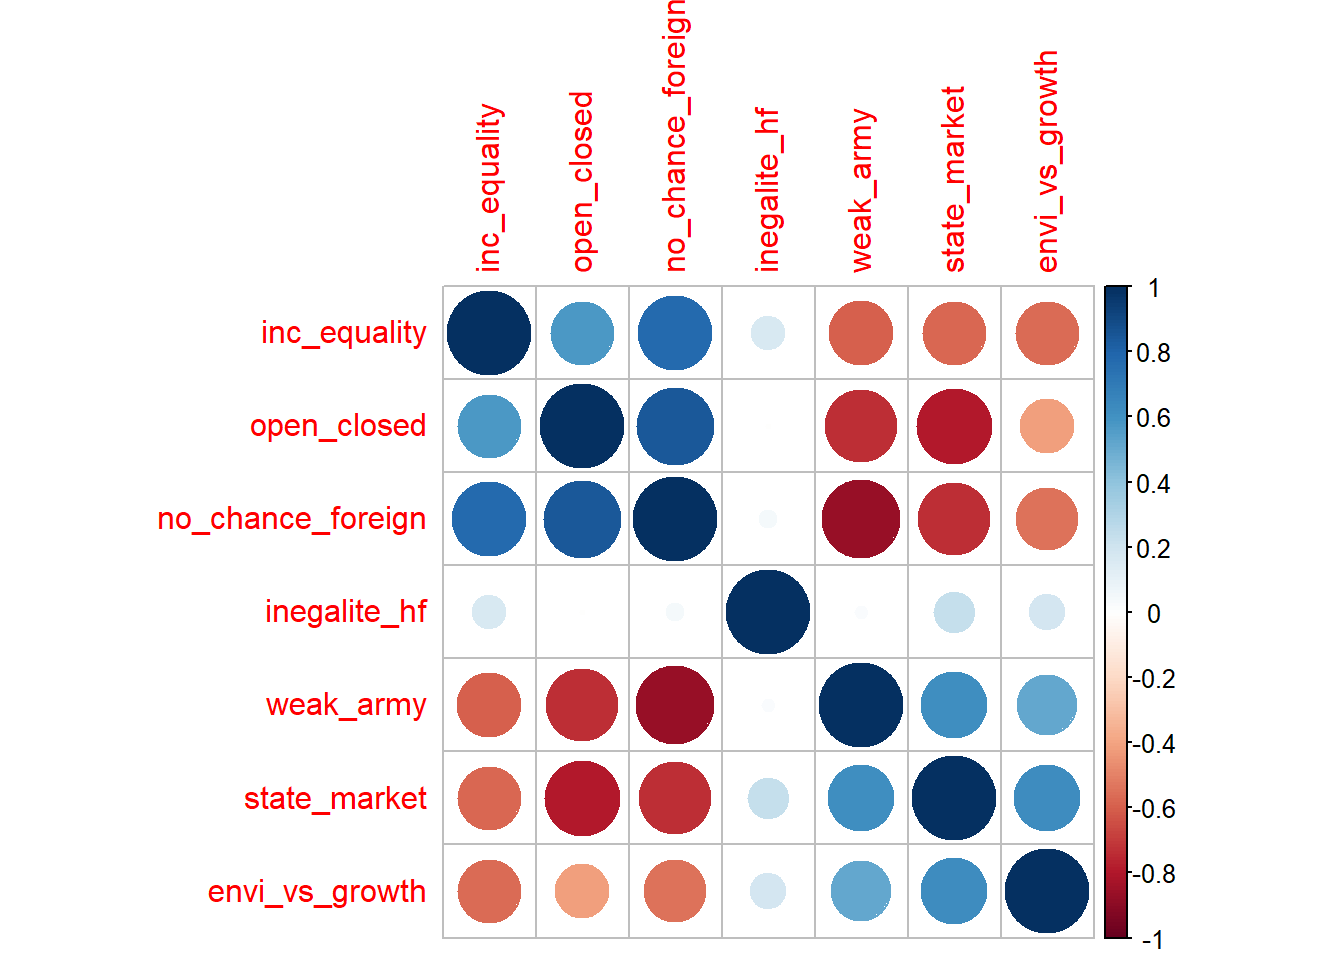 inc_equality
open_closed
no_chance_foreign
inegalite_hf
weak_army
state_market
envi_vs_growth
inc_equality
open_closed
no_chance_foreign
inegalite_hf
weak_army
state_market
envi_vs_growth
1
0.8
0.6
0.4
0.2
0
-0.2
-0.4
-0.6
-0.8
-1